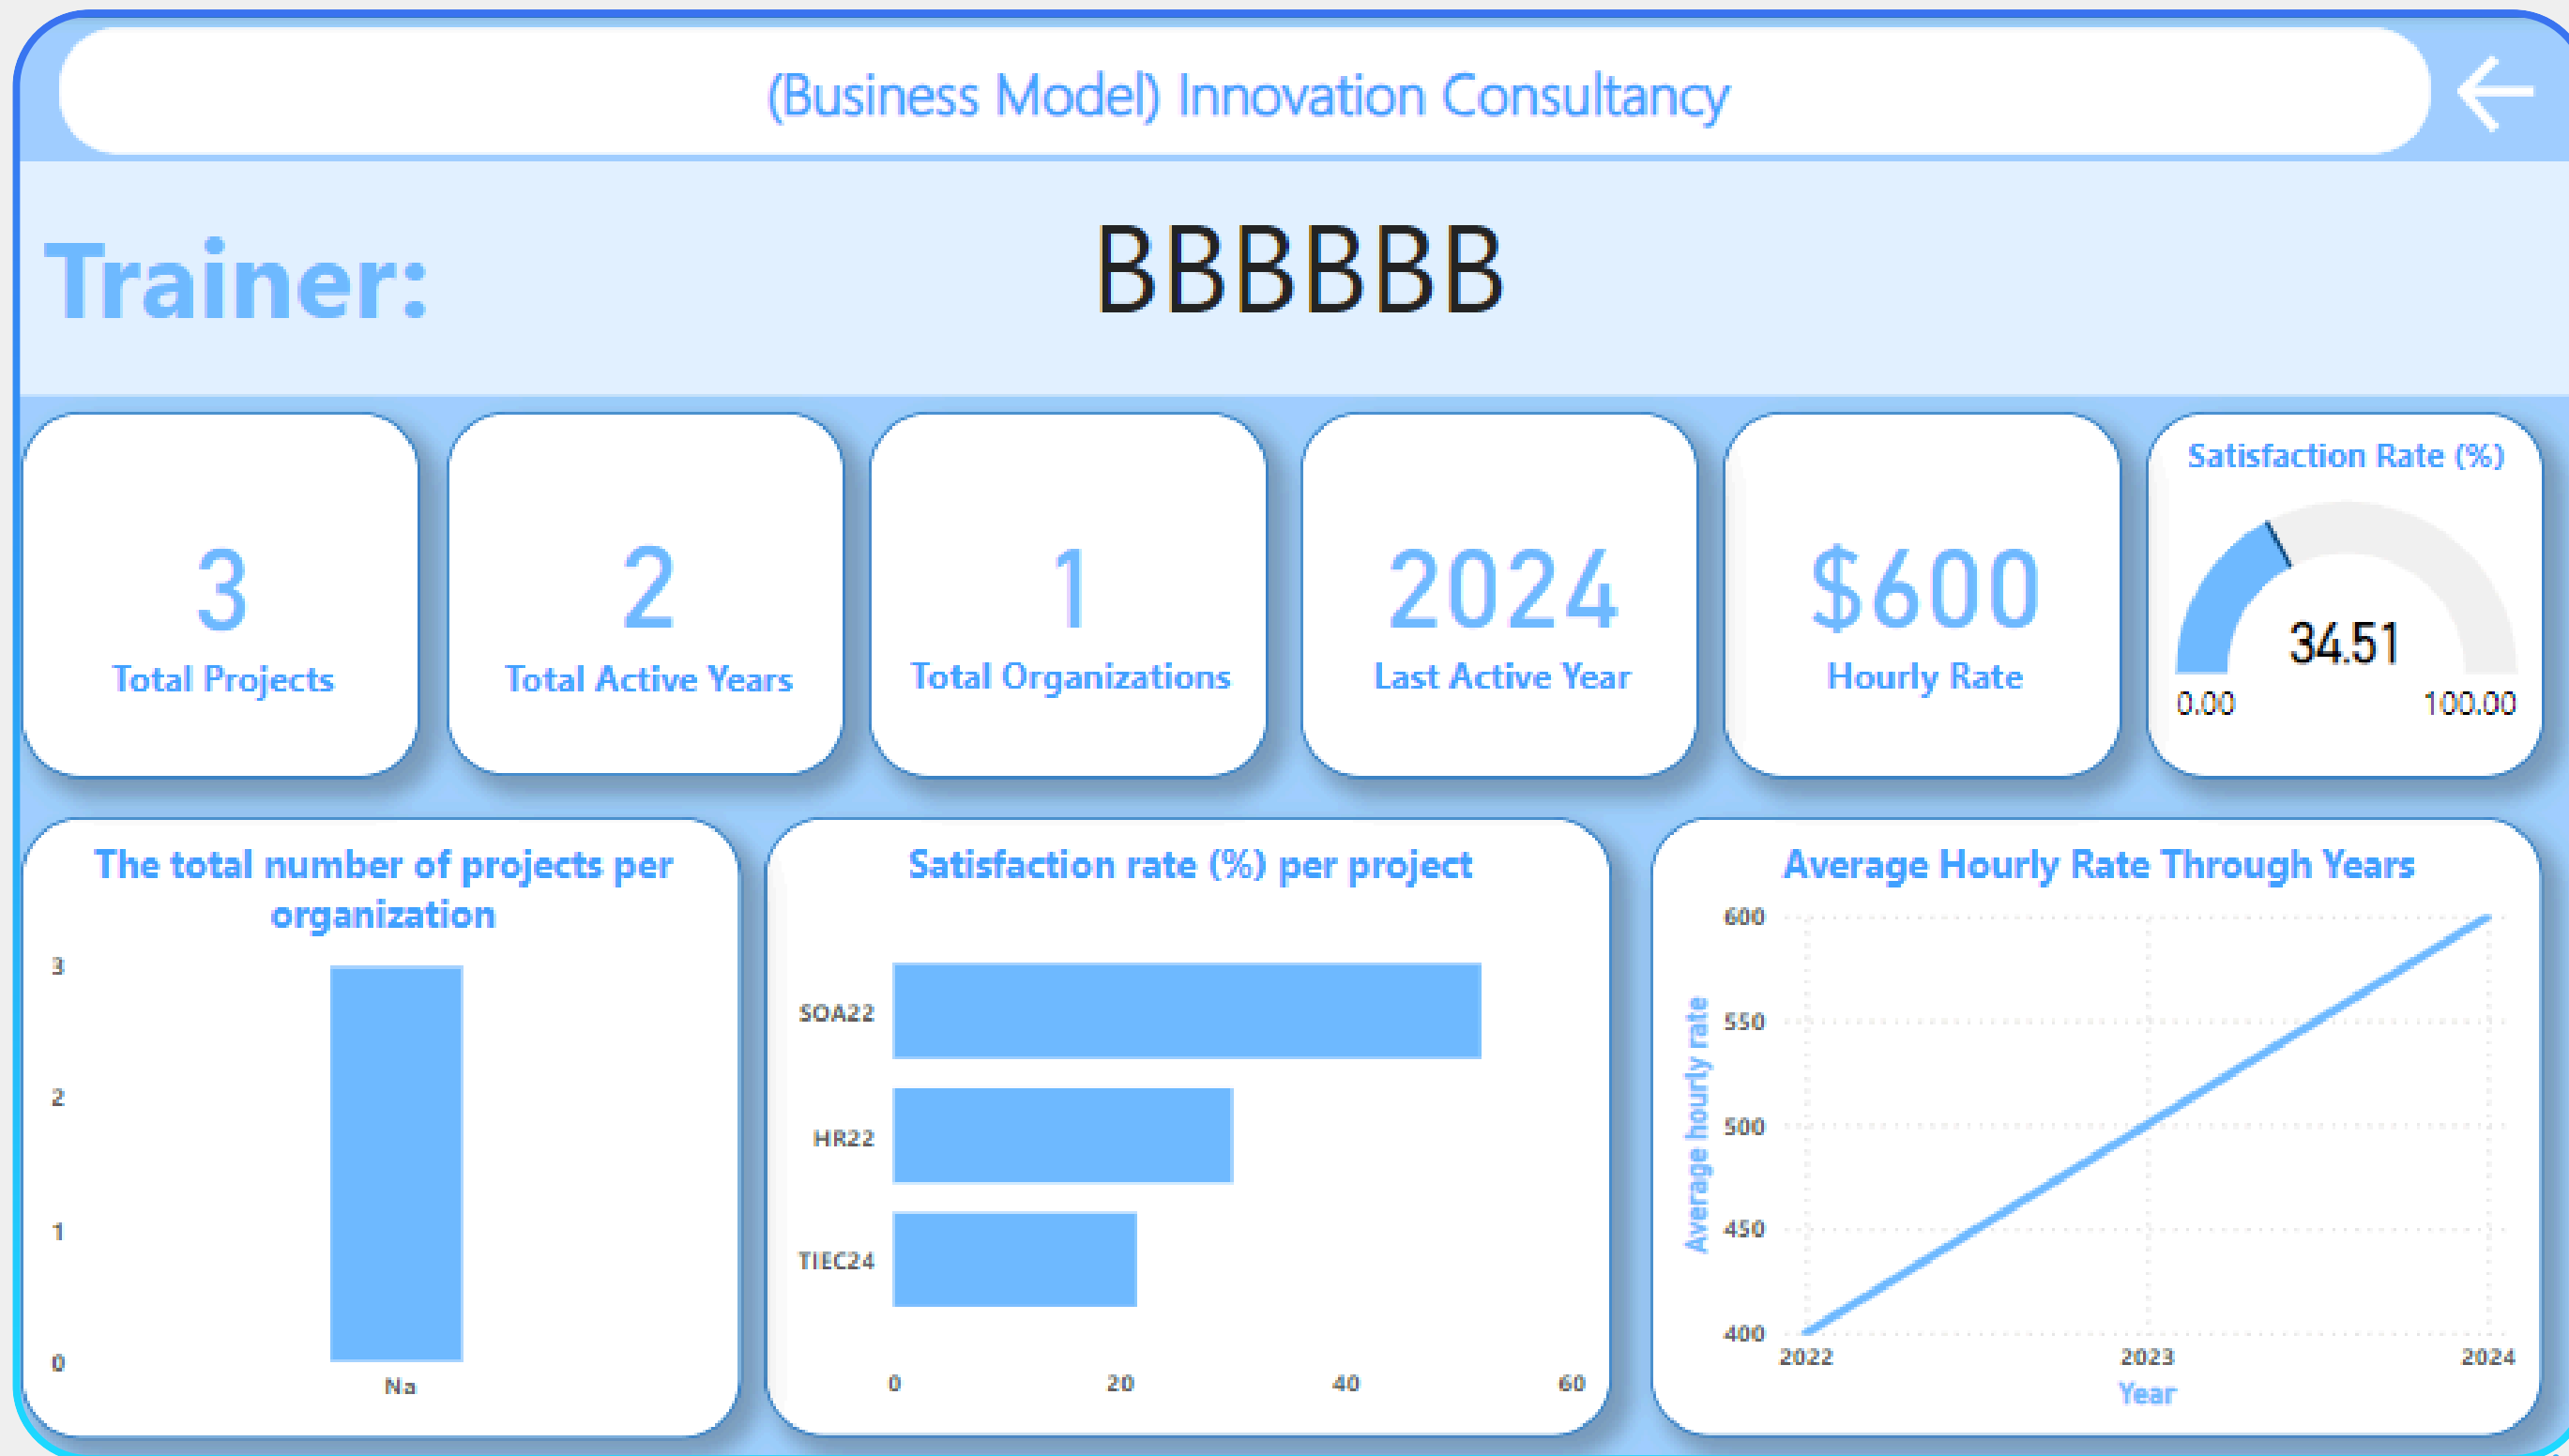 (Business Model) Innovation Consultancy
Trainer:
BBBBBB
3
Total Projects
2
Total Active Years
1
Total Organizations
2024
Last Active Year
$600
Hourly Rate
Satisfaction Rate (%)
34.51
0.00
100.00
The total number of projects per
organization
3
2
1
0
Na
Satisfaction rate (%) per project
SOA22
HR22
TIEC24
0
20
40
60
Average Hourly Rate Through Years
Average hourly rate
600
550
500
450
400
2022
2023
2024
Year